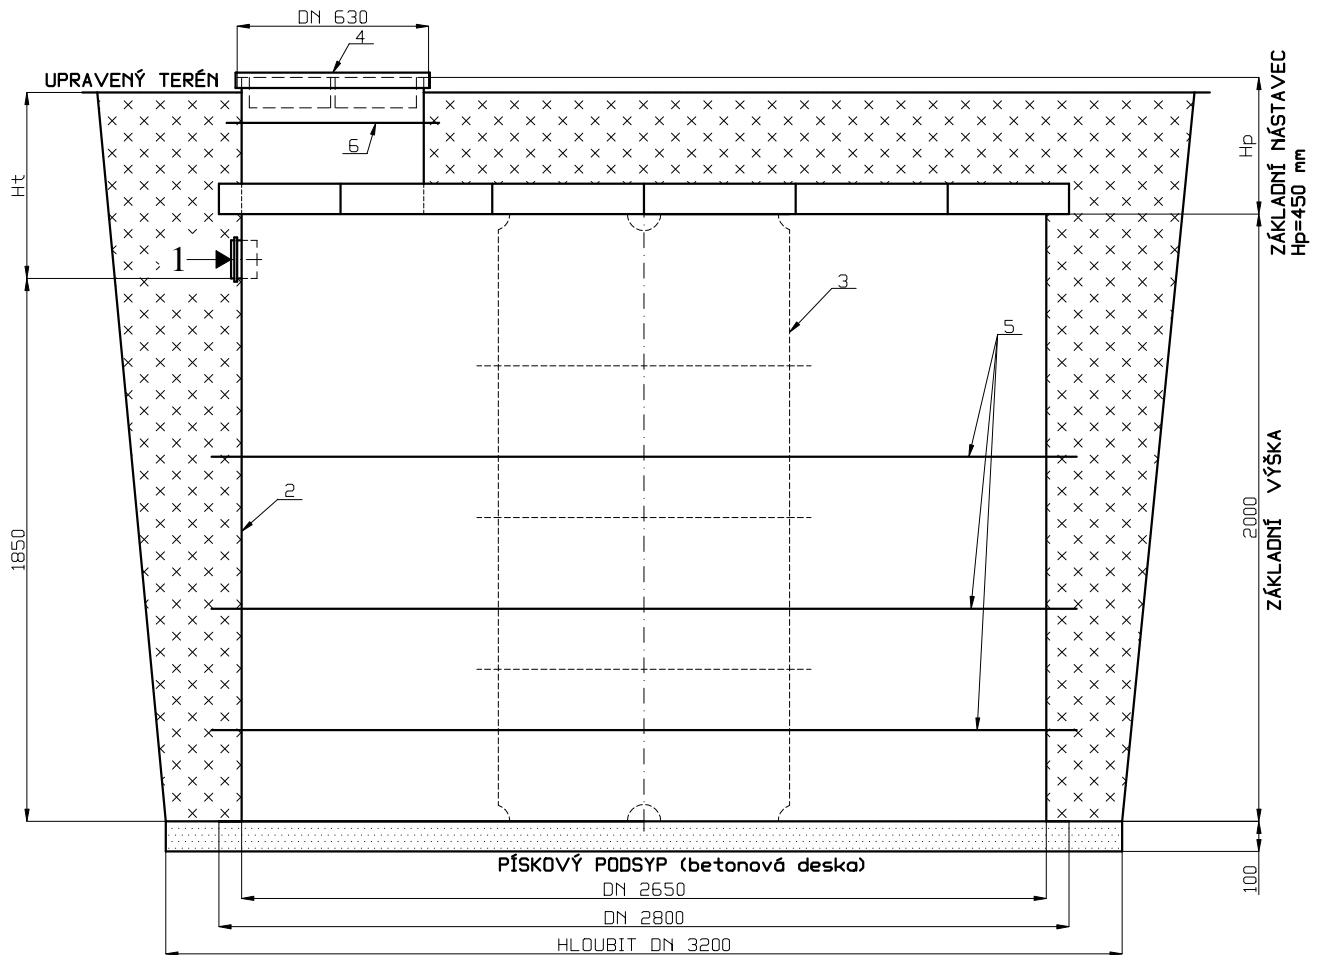 DN 630
4
UPRAVENÝ TERÉN
6
Ht
Hp
ZÁKLADNÍ NÁSTAVEC
Hp=450 mm
1
3
5
2
1850
2000
ZÁKLADNÍ VÝŠKA
PÍSKOVÝ PODSYP (betonová deska)
100
DN 2650
DN 2800
HLOUBIT DN 3200